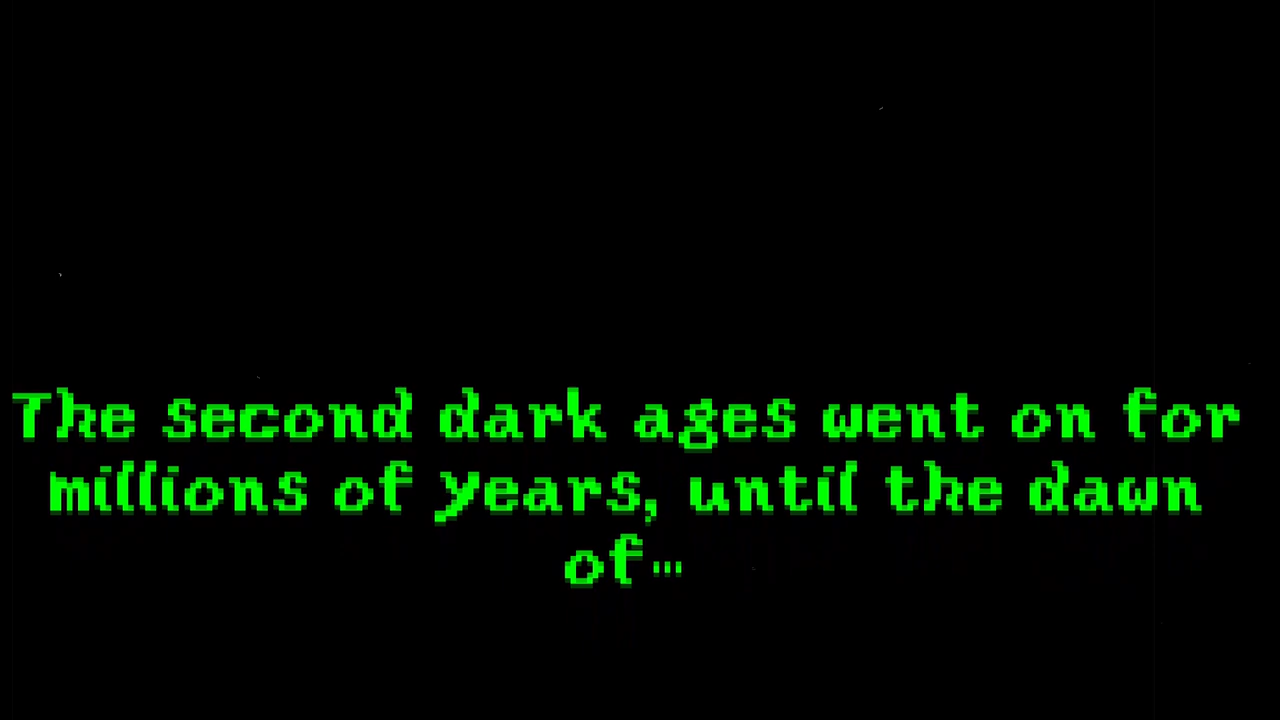 The second dark ages went on for
millions of years, until the dawn
of…